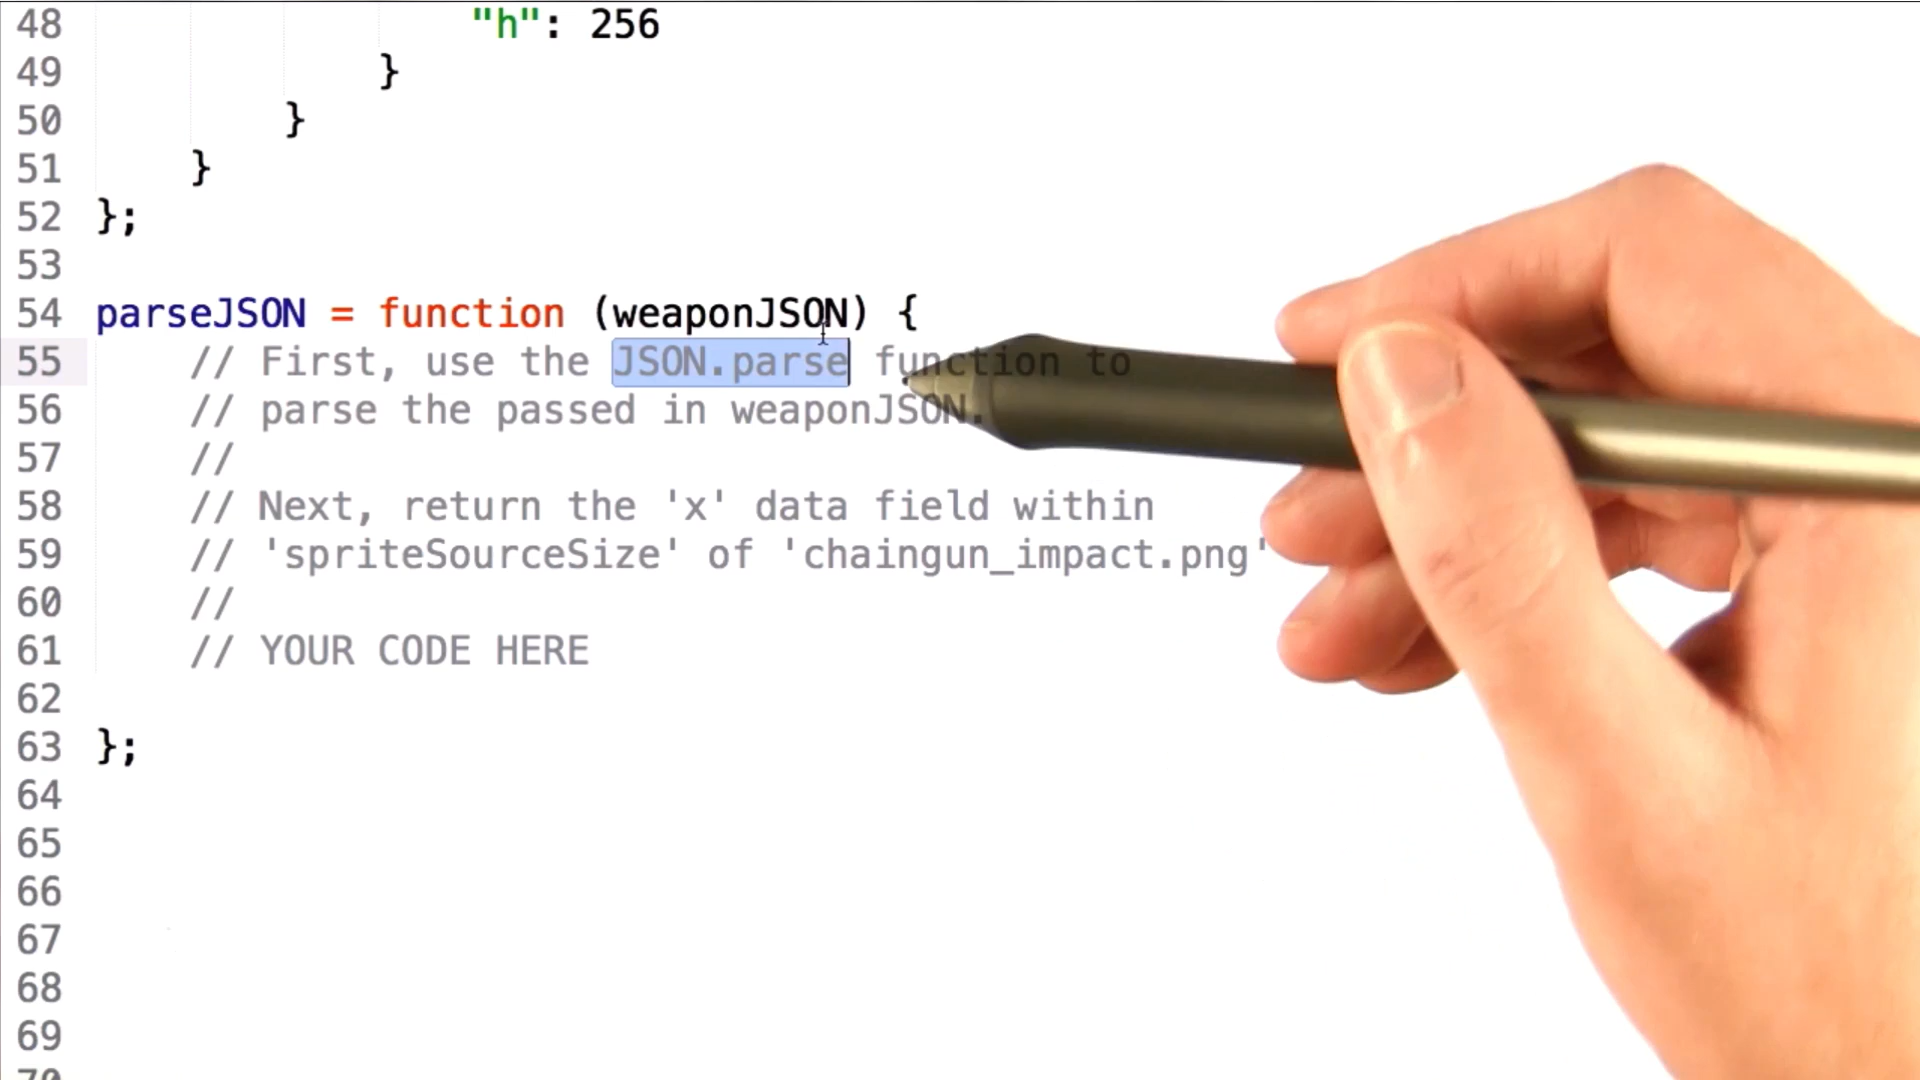 48 "h": 256
49 }
50 }
51 }
52 };
53
54 parseJSON = function (weaponJSON) {
55 // First, use the JSON.parse function to
56 // parse the passed in weaponJSON.
57 //
58 // Next, return the 'x' data field within
59 // 'spriteSourceSize' of 'chaingun_impact.png'
60 //
61 // YOUR CODE HERE
62
63 };
64
65
66
67
68
69
70